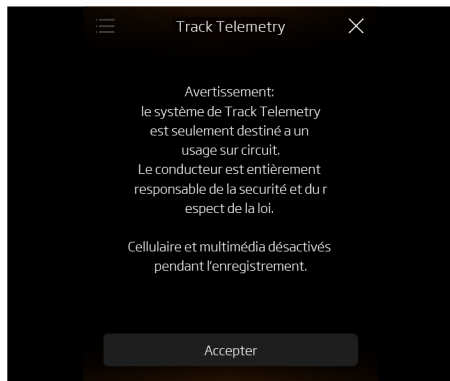 Track Telemetry
Avertissement:
le système de Track Telemetry
est seulement destiné a un
usage sur circuit.
Le conducteur est entièrement
responsable de la securité et du r
espect de la loi.
Cellulaire et multimédia désactivés
pendant l'enregistrement.
Accepter